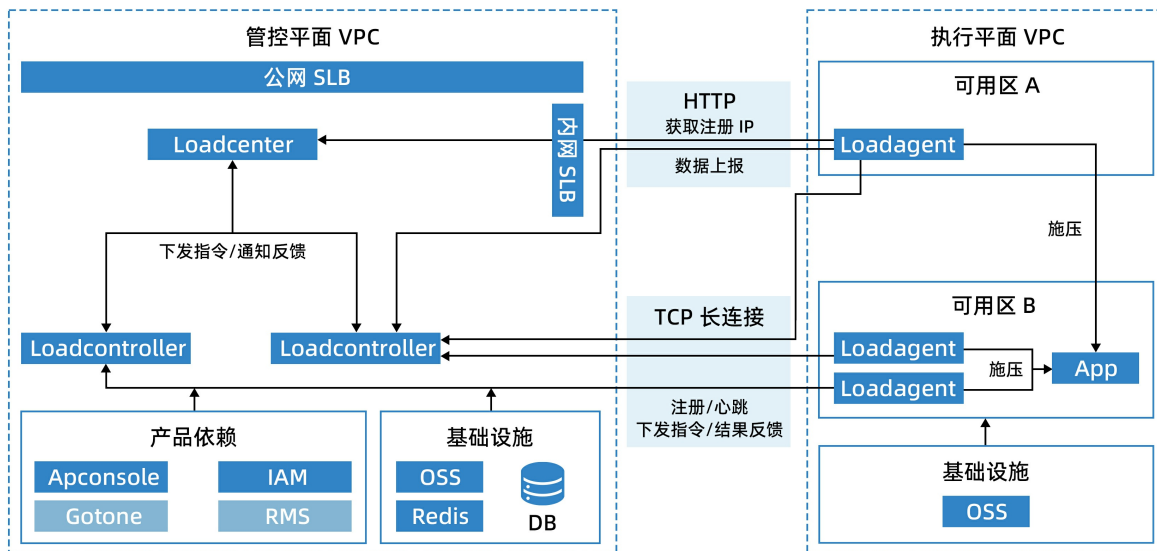 管控平面 VPC
公网 SLB
内网 SLB
Loadcenter
下发指令/通知反馈
Loadcontroller
Loadcontroller
产品依赖
Apconsole
IAM
Gotone
RMS
基础设施
OSS
Redis
DB
HTTP
获取注册 IP
数据上报
TCP 长连接
注册/心跳
下发指令/结果反馈
执行平面 VPC
可用区 A
Loadagent
施压
可用区 B
Loadagent
Loadagent
施压
App
基础设施
OSS